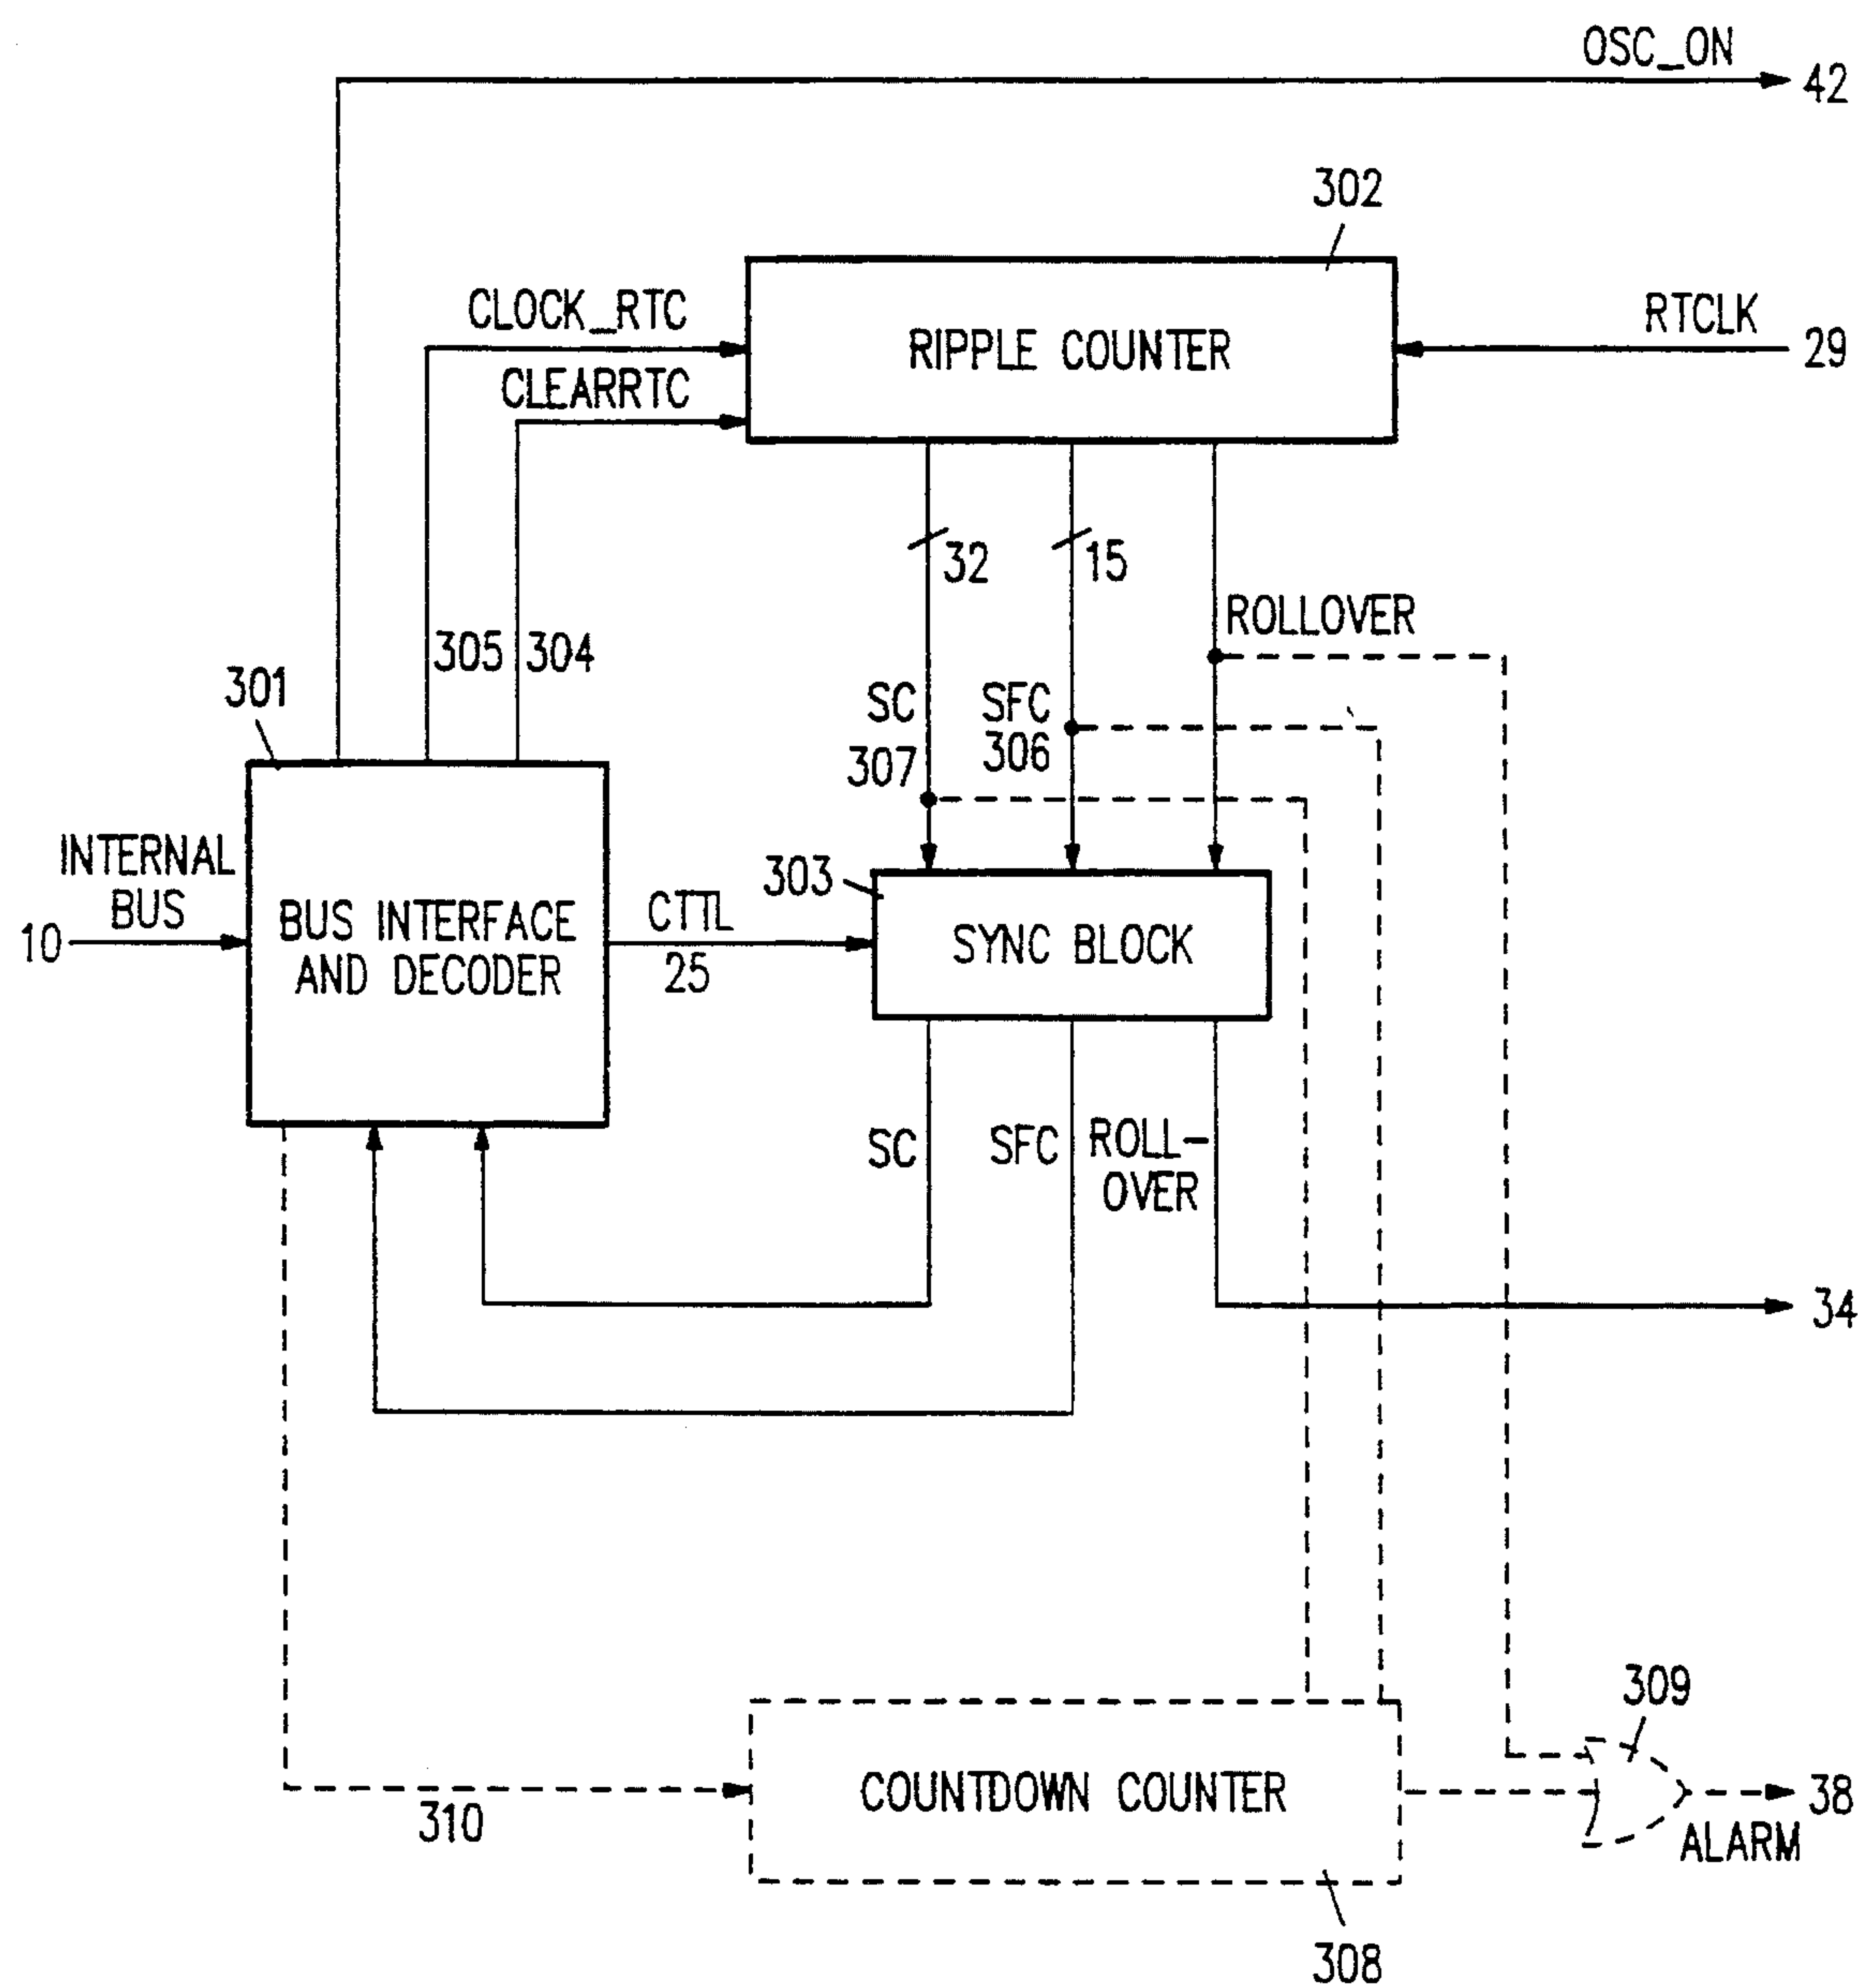 OSC_ON
42
302
CLOCK_RTC
RIPPLE COUNTER
RTCLK
29
CLEARRTC
32
15
ROLLOVER
305
304
301
SC
307
SFC
306
INTERNAL
BUS
10
BUS INTERFACE
AND DECODER
CTTL
25
303
SYNC BLOCK
SC
SFC
ROLL-
OVER
34
309
310
COUNTDOWN COUNTER
38
ALARM
308